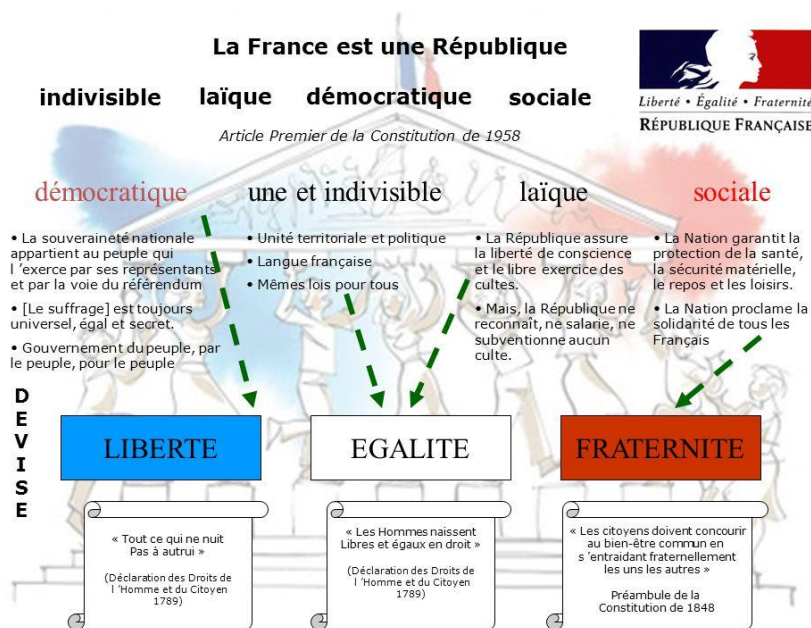 La France est une République
indivisible laïque démocratique sociale
Article Premier de la Constitution de 1958
Liberté • Égalité • Fraternité
RÉPUBLIQUE FRANÇAISE
démocratique
• La souveraineté nationale
appartient au peuple qui
l 'exerce par ses représentants
et par la voie du référendum
• [Le suffrage] est toujours
universel, égal et secret.
• Gouvernement du peuple, par
le peuple, pour le peuple
une et indivisible
• Unité territoriale et politique
• Langue française
• Mêmes lois pour tous
laïque
• La République assure
la liberté de conscience
et le libre exercice des
cultes.
• Mais, la République ne
reconnaît, ne salarie, ne
subventionne aucun
culte.
sociale
• La Nation garantit la
protection de la santé,
la sécurité matérielle,
le repos et les loisirs.
• La Nation proclame la
solidarité de tous les
Français
DEVISE
LIBERTE
EGALITE
FRATERNITE
« Tout ce qui ne nuit
Pas à autrui »
(Déclaration des Droits de
l 'Homme et du Citoyen
1789)
« Les Hommes naissent
Libres et égaux en droit »
(Déclaration des Droits de
l 'Homme et du Citoyen
1789)
« Les citoyens doivent concourir
au bien-être commun en
s 'entraidant fraternellement
les uns les autres »
Préambule de la
Constitution de 1848